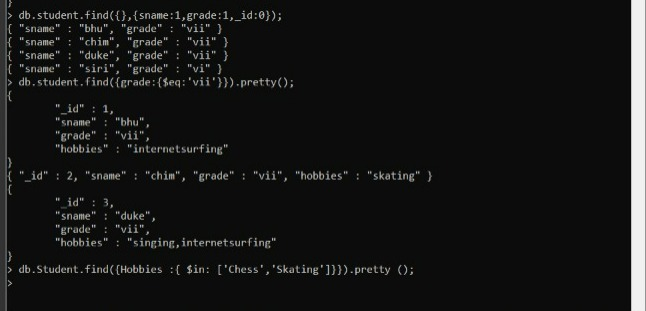 }
> db.student.find({},{sname:1,grade:1,_id:0});
{ "sname" : "bhu", "grade" : "vii" }
{ "sname" : "chim", "grade" : "vii" }
{ "sname" : "duke", "grade" : "vii" }
{ "sname" : "siri", "grade" : "vi" }
> db.student.find({grade:{$eq:'vii'}}).pretty();
{
"_id" : 1,
"sname" : "bhu",
"grade" : "vii",
"hobbies" : "internetsurfing"
}
{ "_id" : 2, "sname" : "chim", "grade" : "vii", "hobbies" : "skating" }
{
"_id" : 3,
"sname" : "duke",
"grade" : "vii",
"hobbies" : "singing,internetsurfing"
}
> db.Student.find({Hobbies :{ $in: ['Chess','Skating']}}).pretty ();
>